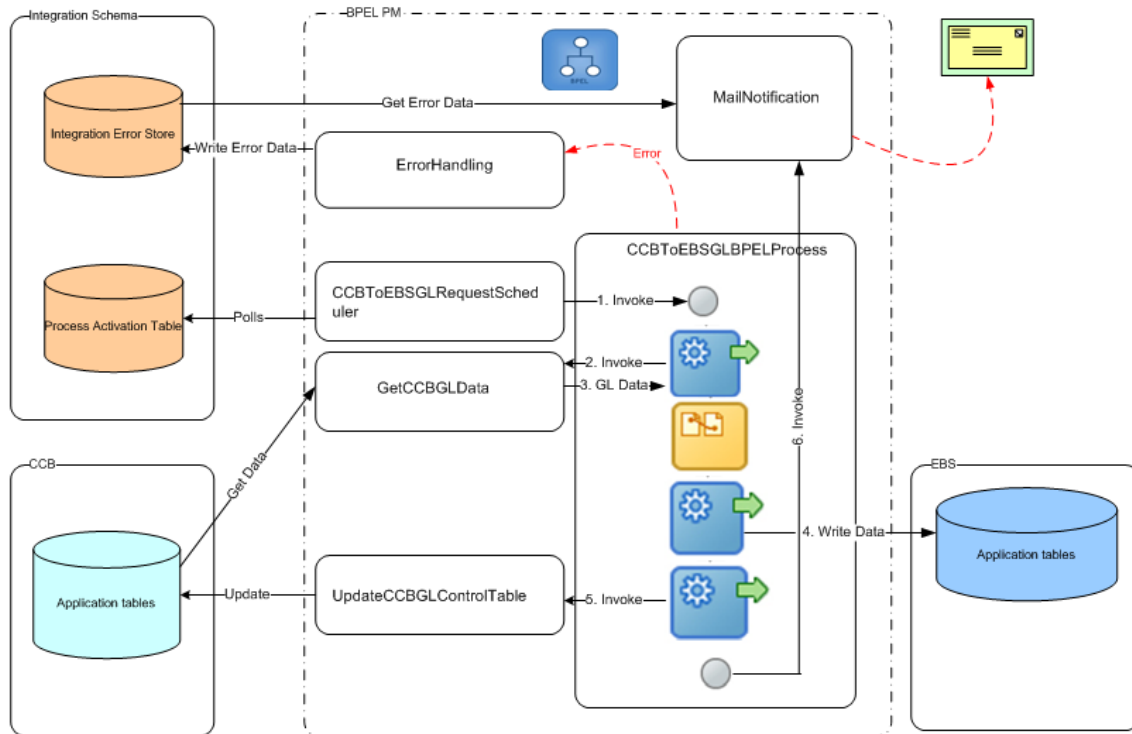 Integration Schema
BPEL PM
BPEL
MailNotification
Get Error Data
Integration Error Store
Write Error Data
ErrorHandling
Error
CCBToEBSGLBPELProcess
CCBToEBSGLRequestSched
uler
1. Invoke
Polls
Process Activation Table
2. Invoke
3. GL Data
GetCCBGLData
6. Invoke
Get Data
CCB
EBS
4. Write Data
Application tables
Application tables
Update
UpdateCCBGLControlTable
5. Invoke